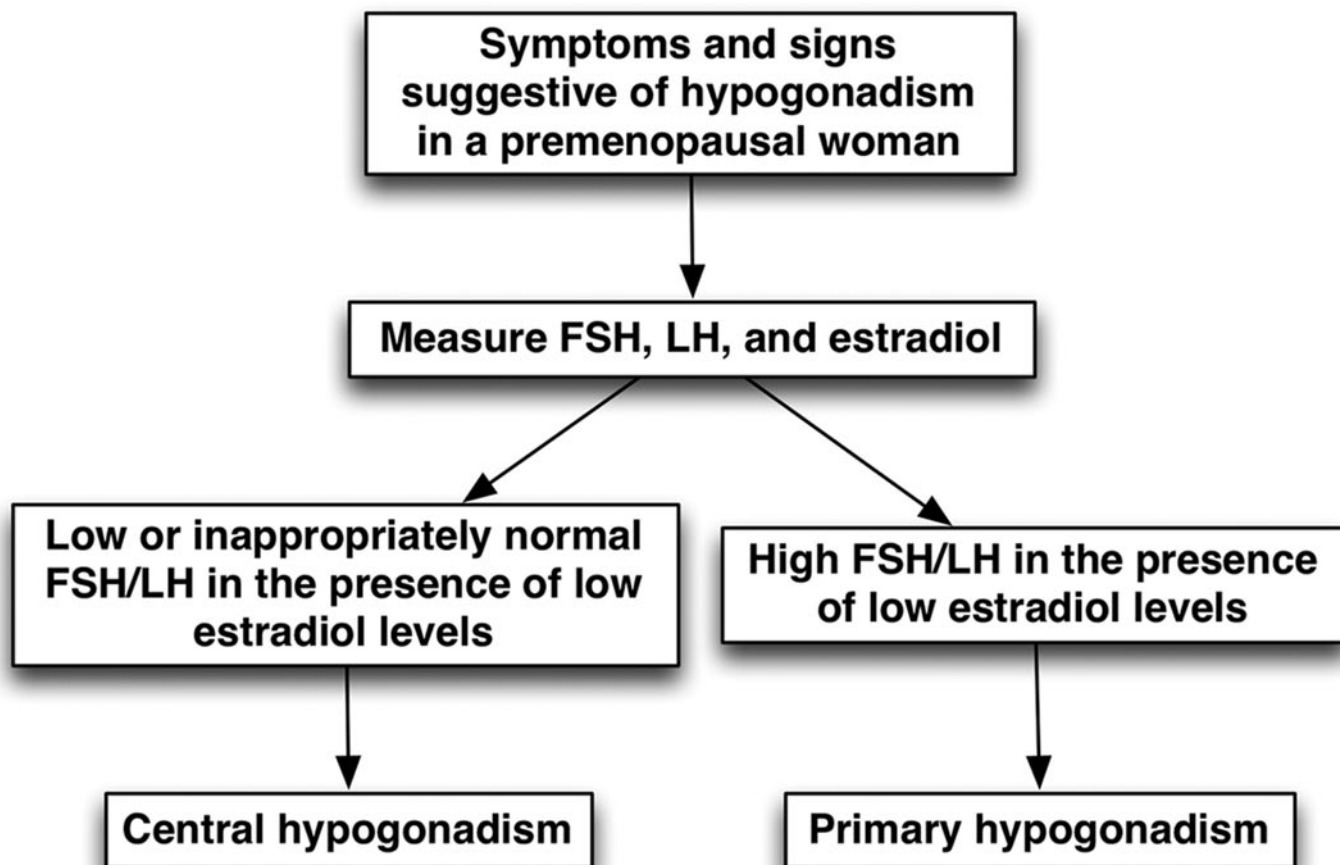 Symptoms and signs
suggestive of hypogonadism
in a premenopausal woman
Measure FSH, LH, and estradiol
Low or inappropriately normal
FSH/LH in the presence of low
estradiol levels
High FSH/LH in the presence
of low estradiol levels
Central hypogonadism
Primary hypogonadism